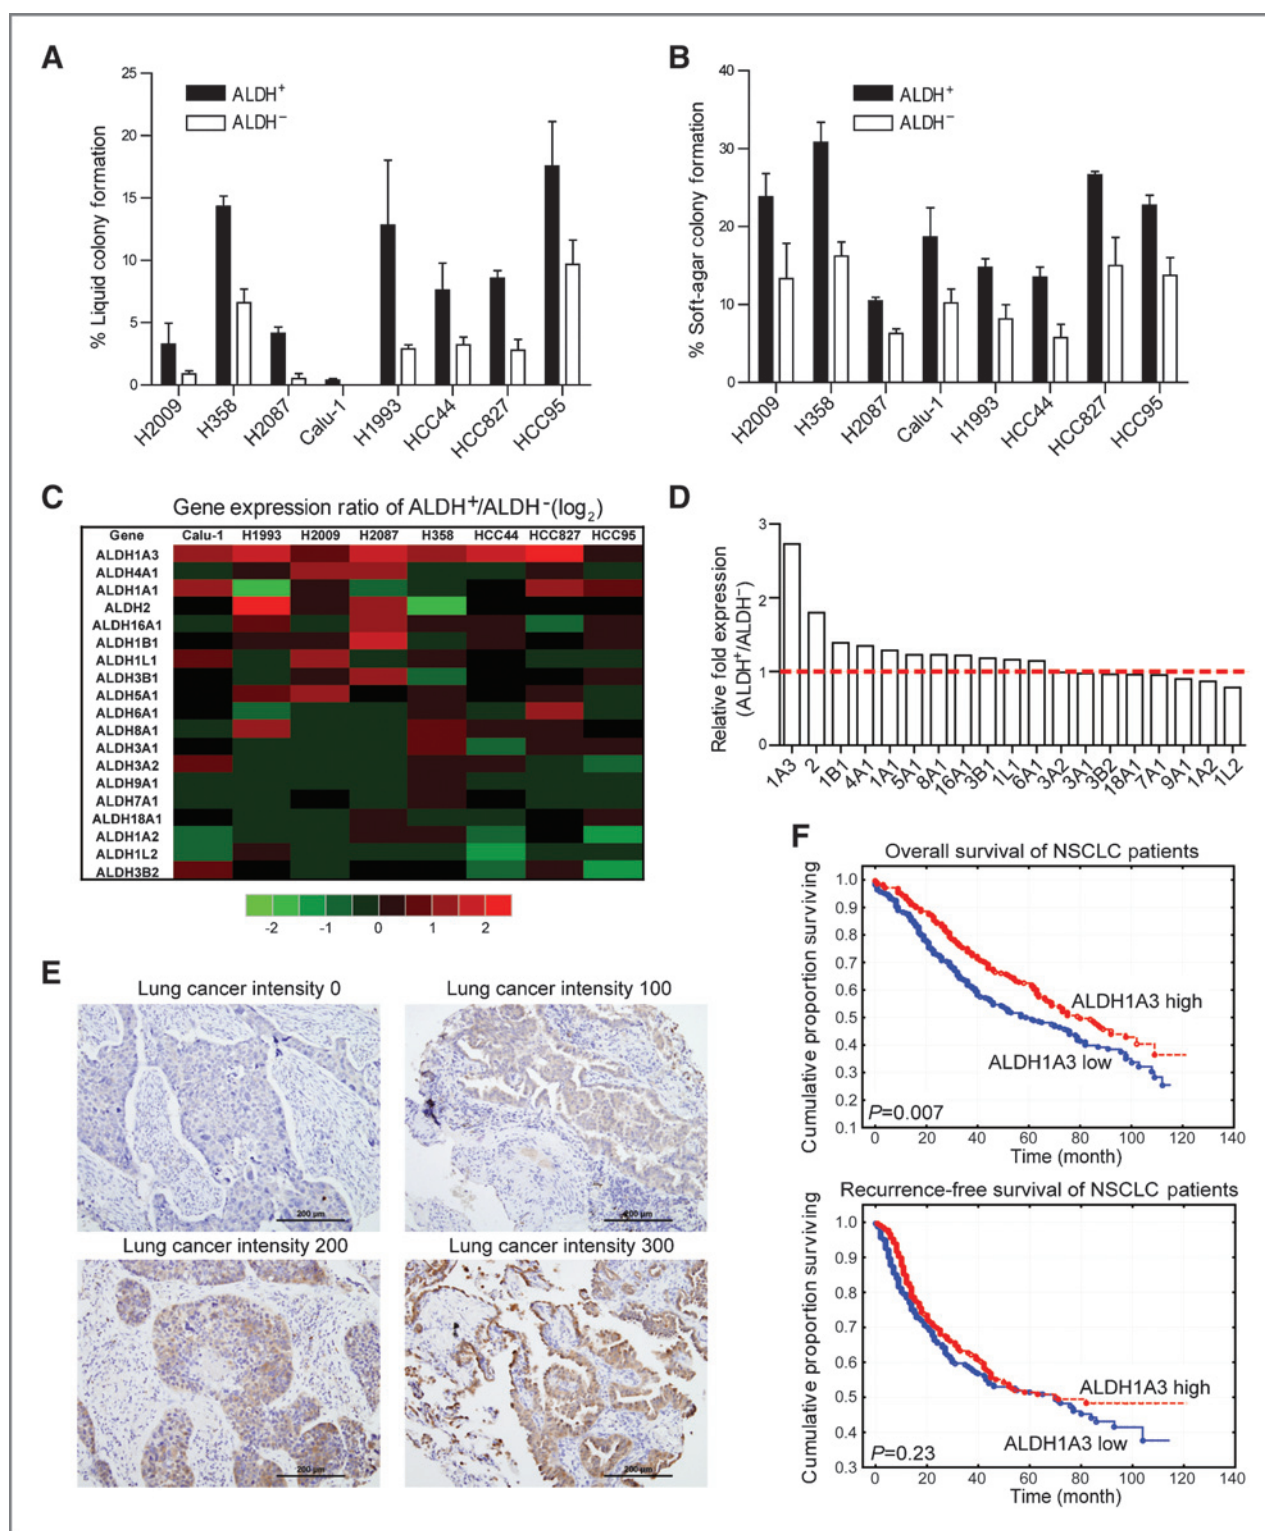 A
25
20
15
10
5
0
% Liquid colony formation
ALDH+
ALDH−
H2009
H358
H2087
Calu-1
H1993
HCC44
HCC827
HCC95
B
40
30
20
10
0
% Soft-agar colony formation
ALDH+
ALDH−
H2009
H358
H2087
Calu-1
H1993
HCC44
HCC827
HCC95
C
Gene expression ratio of ALDH+/ALDH-(log2)
Gene Calu-1 H1993 H2009 H2087 H358 HCC44 HCC827 HCC95
ALDH1A3
ALDH4A1
ALDH1A1
ALDH2
ALDH16A1
ALDH1B1
ALDH1L1
ALDH3B1
ALDH5A1
ALDH6A1
ALDH8A1
ALDH3A1
ALDH3A2
ALDH9A1
ALDH7A1
ALDH18A1
ALDH1A2
ALDH1L2
ALDH3B2
-2 -1 0 1 2
D
3
2
1
0
Relative fold expression
(ALDH+/ALDH−)
1A3
2
1B1
4A1
1A1
5A1
8A1
16A1
3B1
1L1
6A1
3A2
3A1
3B2
18A1
7A1
9A1
1A2
1L2
E
Lung cancer intensity 0
200 µm
Lung cancer intensity 100
200 µm
Lung cancer intensity 200
200 µm
Lung cancer intensity 300
200 µm
F
Overall survival of NSCLC patients
Cumulative proportion surviving
1.0
0.9
0.8
0.7
0.6
0.5
0.4
0.3
0.2
0.1
ALDH1A3 high
ALDH1A3 low
P=0.007
0 20 40 60 80 100 120 140
Time (month)
Recurrence-free survival of NSCLC patients
Cumulative proportion surviving
1.0
0.9
0.8
0.7
0.6
0.5
0.4
0.3
ALDH1A3 high
ALDH1A3 low
P=0.23
0 20 40 60 80 100 120 140
Time (month)